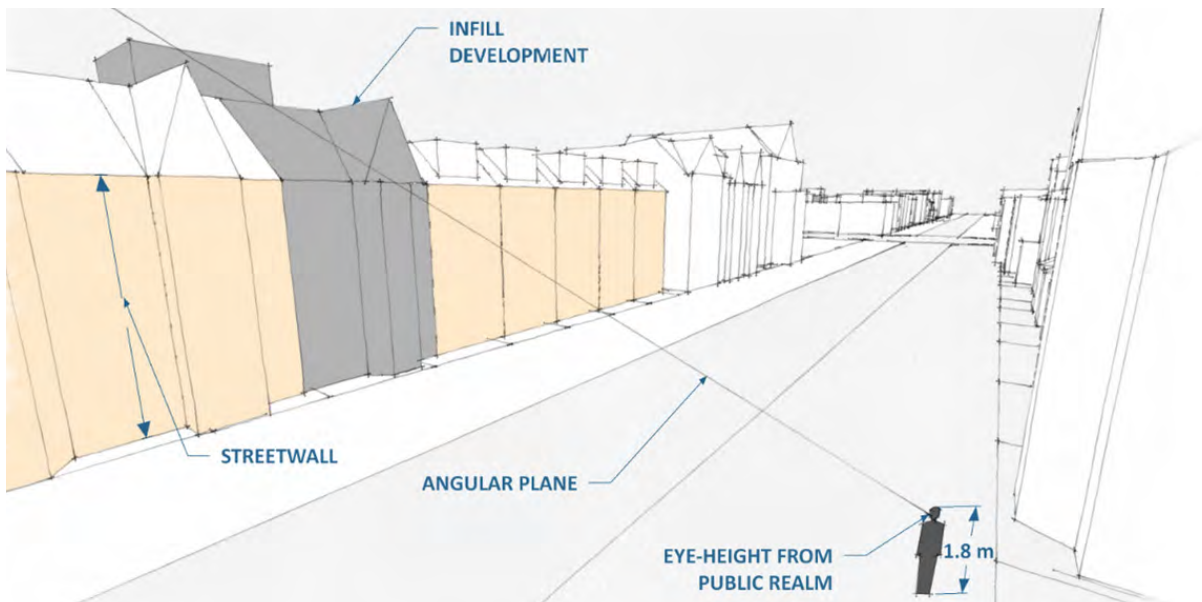 INFILL
DEVELOPMENT
STREETWALL
ANGULAR PLANE
EYE-HEIGHT FROM
PUBLIC REALM
1.8 m